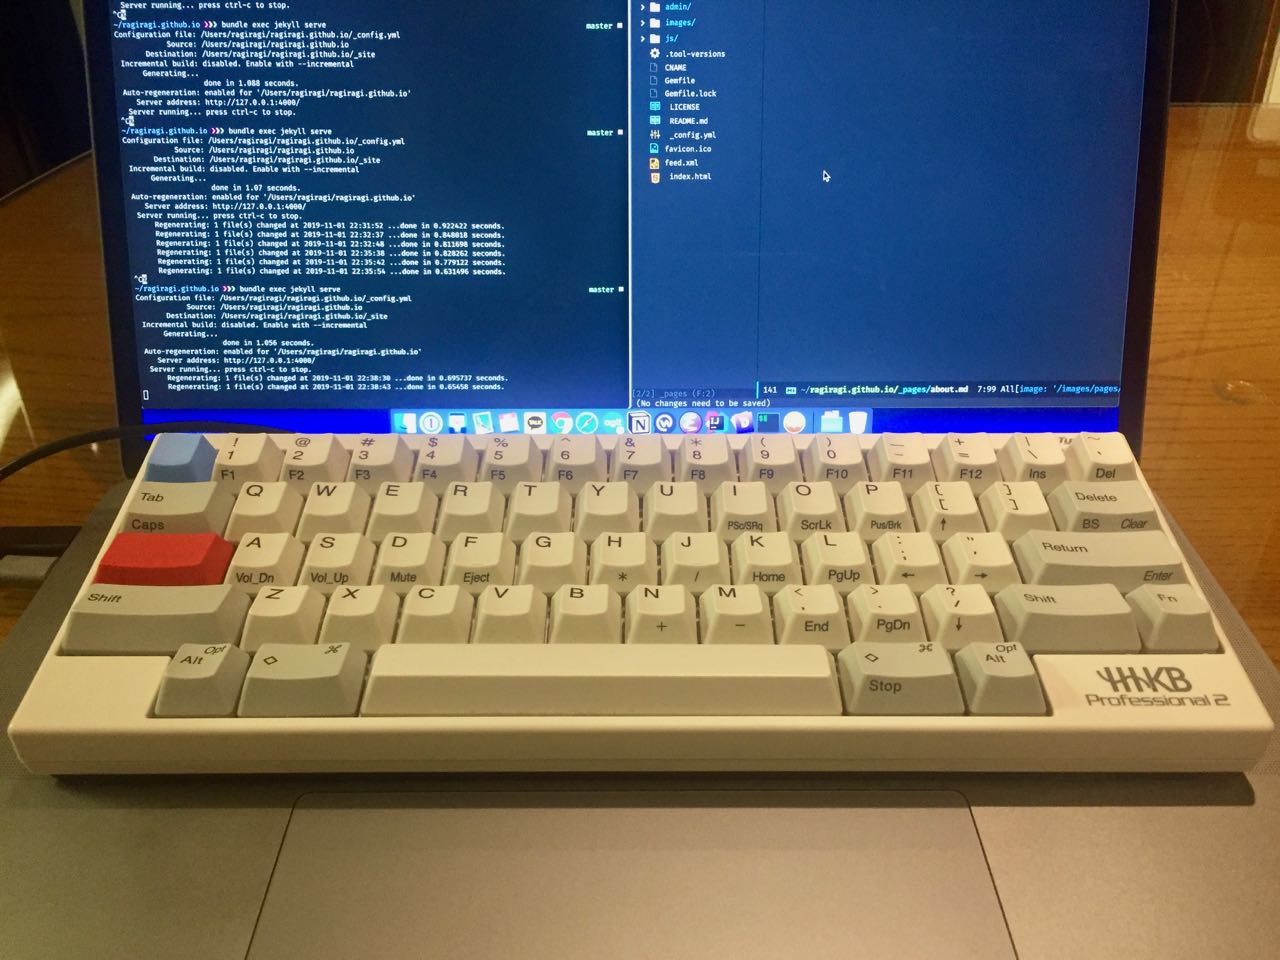 Server running... press ctrl-c to stop.
~/ragiragi.github.io ❯❯❯ bundle exec jekyll serve master
Configuration file: /Users/ragiragi/ragiragi.github.io/_config.yml
Source: /Users/ragiragi/ragiragi.github.io
Destination: /Users/ragiragi/ragiragi.github.io/_site
Incremental build: disabled. Enable with --incremental
Generating...
done in 1.088 seconds.
Auto-regeneration: enabled for '/Users/ragiragi/ragiragi.github.io'
Server address: http://127.0.0.1:4000/
Server running... press ctrl-c to stop.
^C
~/ragiragi.github.io ❯❯❯ bundle exec jekyll serve master
Configuration file: /Users/ragiragi/ragiragi.github.io/_config.yml
Source: /Users/ragiragi/ragiragi.github.io
Destination: /Users/ragiragi/ragiragi.github.io/_site
Incremental build: disabled. Enable with --incremental
Generating...
done in 1.07 seconds.
Auto-regeneration: enabled for '/Users/ragiragi/ragiragi.github.io'
Server address: http://127.0.0.1:4000/
Server running... press ctrl-c to stop.
Regenerating: 1 file(s) changed at 2019-11-01 22:31:52 ...done in 0.922422 seconds.
Regenerating: 1 file(s) changed at 2019-11-01 22:32:37 ...done in 0.848018 seconds.
Regenerating: 1 file(s) changed at 2019-11-01 22:32:48 ...done in 0.811698 seconds.
Regenerating: 1 file(s) changed at 2019-11-01 22:35:38 ...done in 0.828262 seconds.
Regenerating: 1 file(s) changed at 2019-11-01 22:35:42 ...done in 0.779122 seconds.
Regenerating: 1 file(s) changed at 2019-11-01 22:35:54 ...done in 0.631496 seconds.
^C
~/ragiragi.github.io ❯❯❯ bundle exec jekyll serve master
Configuration file: /Users/ragiragi/ragiragi.github.io/_config.yml
Source: /Users/ragiragi/ragiragi.github.io
Destination: /Users/ragiragi/ragiragi.github.io/_site
Incremental build: disabled. Enable with --incremental
Generating...
done in 1.056 seconds.
Auto-regeneration: enabled for '/Users/ragiragi/ragiragi.github.io'
Server address: http://127.0.0.1:4000/
Server running... press ctrl-c to stop.
Regenerating: 1 file(s) changed at 2019-11-01 22:38:30 ...done in 0.695737 seconds.
Regenerating: 1 file(s) changed at 2019-11-01 22:38:43 ...done in 0.65458 seconds.
admin/
images/
js/
.tool-versions
CNAME
Gemfile
Gemfile.lock
LICENSE
README.md
_config.yml
favicon.ico
feed.xml
index.html
[2/2] _pages (F:2)
141 ~/ragiragi.github.io/_pages/about.md 7:99 All[image: '/images/pages/
(No changes need to be saved)
! @ # $ % ^ & * ( ) _ + | ~
1 2 3 4 5 6 7 8 9 0 - = \ `
F1 F2 F3 F4 F5 F6 F7 F8 F9 F10 F11 F12 Ins Del
Tab Q W E R T Y U I O P { } Delete
[ ]
Caps PSc/SRq ScrLk Pus/Brk ↑ BS Clear
A S D F G H J K L : " Return
; '
Vol_Dn Vol_Up Mute Eject * / Home PgUp ← → Enter
Shift Z X C V B N M < > ? Shift Fn
, . /
+ - End PgDn ↓
Opt ⌘ ⌘ Opt
Alt ◇ ◇ Alt
Stop
HHKB
Professional 2